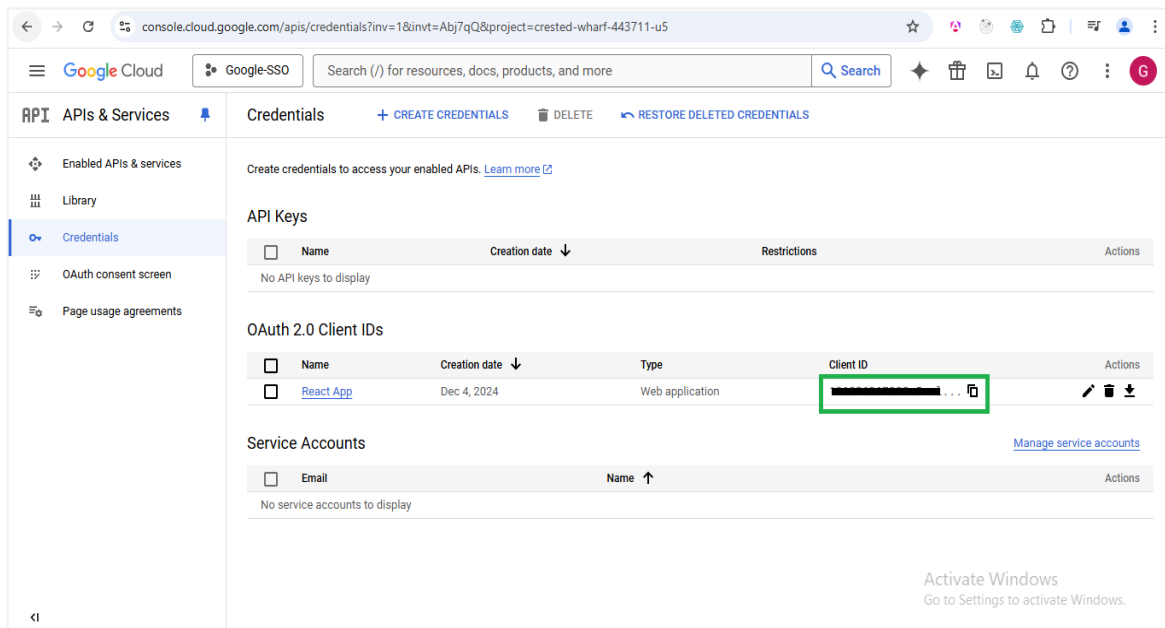 console.cloud.google.com/apis/credentials?inv=1&invt=Abj7qQ&project=crested-wharf-443711-u5
Google Cloud Google-SSO Search (/) for resources, docs, products, and more Search G
API APIs & Services Credentials + CREATE CREDENTIALS DELETE RESTORE DELETED CREDENTIALS
Enabled APIs & services
Library
Credentials
OAuth consent screen
Page usage agreements
Create credentials to access your enabled APIs. Learn more
API Keys
Name Creation date Restrictions Actions
No API keys to display
OAuth 2.0 Client IDs
Name Creation date Type Client ID Actions
React App Dec 4, 2024 Web application ...
Service Accounts Manage service accounts
Email Name Actions
No service accounts to display
Activate Windows
Go to Settings to activate Windows.